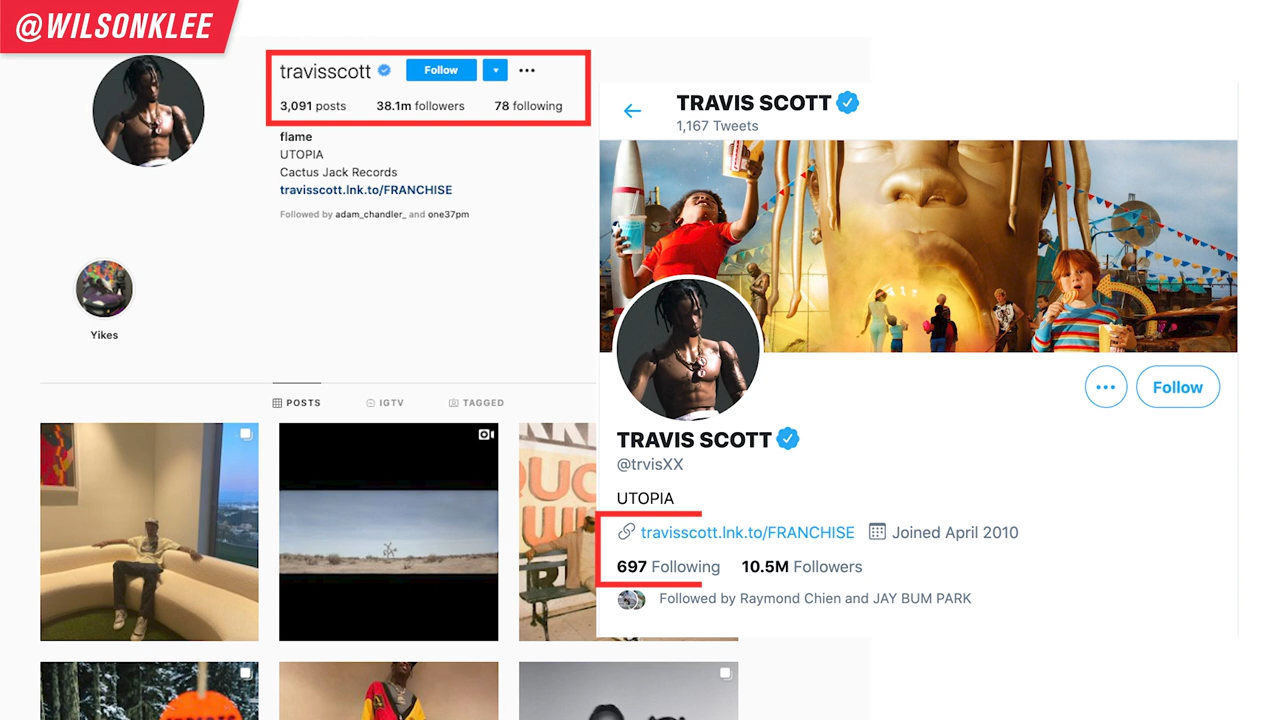 @WILSONKLEE
travisscott Follow
3,091 posts 38.1m followers 78 following
flame
UTOPIA
Cactus Jack Records
travisscott.lnk.to/FRANCHISE
Followed by adam_chandler_ and one37pm
Yikes
POSTS IGTV TAGGED
TRAVIS SCOTT
1,167 Tweets
Follow
TRAVIS SCOTT
@trvisXX
UTOPIA
travisscott.lnk.to/FRANCHISE Joined April 2010
697 Following 10.5M Followers
Followed by Raymond Chien and JAY BUM PARK